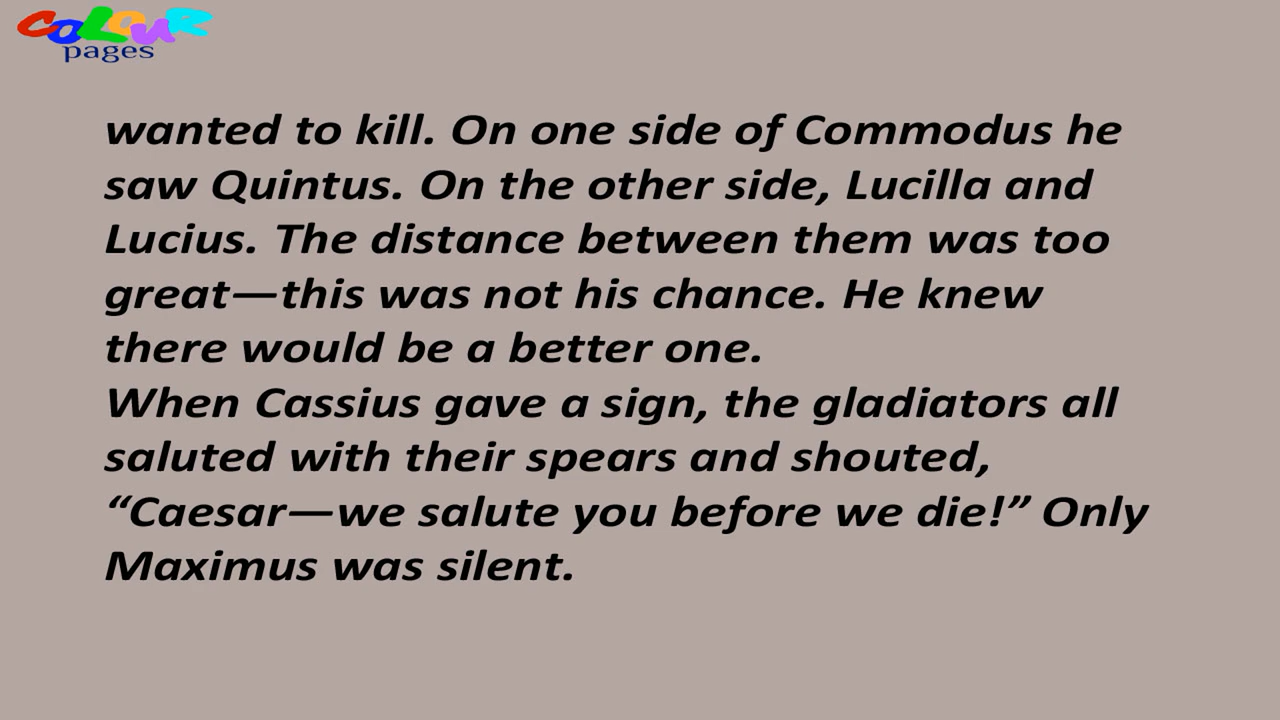 COLOUR
pages
wanted to kill. On one side of Commodus he
saw Quintus. On the other side, Lucilla and
Lucius. The distance between them was too
great—this was not his chance. He knew
there would be a better one.
When Cassius gave a sign, the gladiators all
saluted with their spears and shouted,
“Caesar—we salute you before we die!” Only
Maximus was silent.